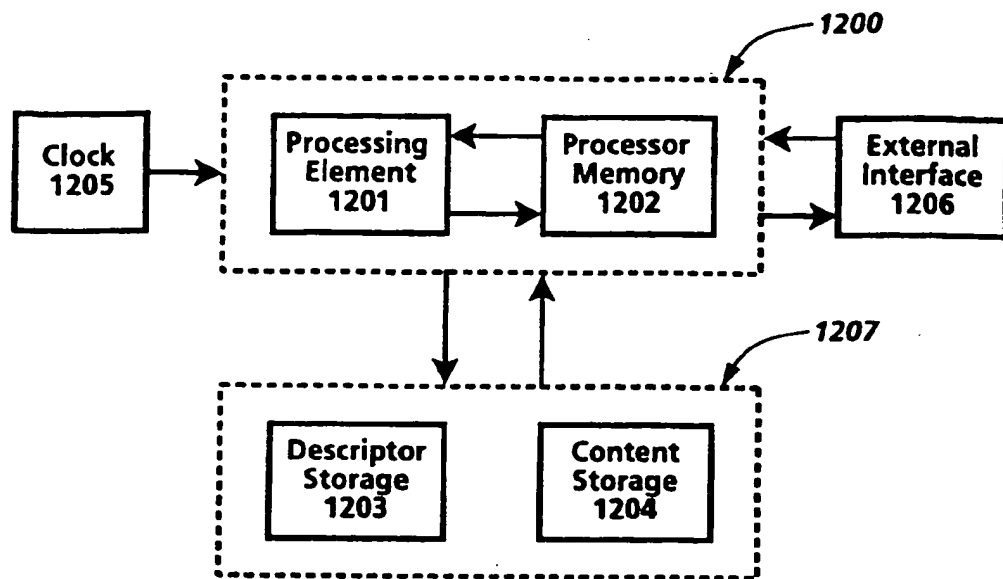 1200
Clock
1205
Processing
Element
1201
Processor
Memory
1202
External
Interface
1206
1207
Descriptor
Storage
1203
Content
Storage
1204